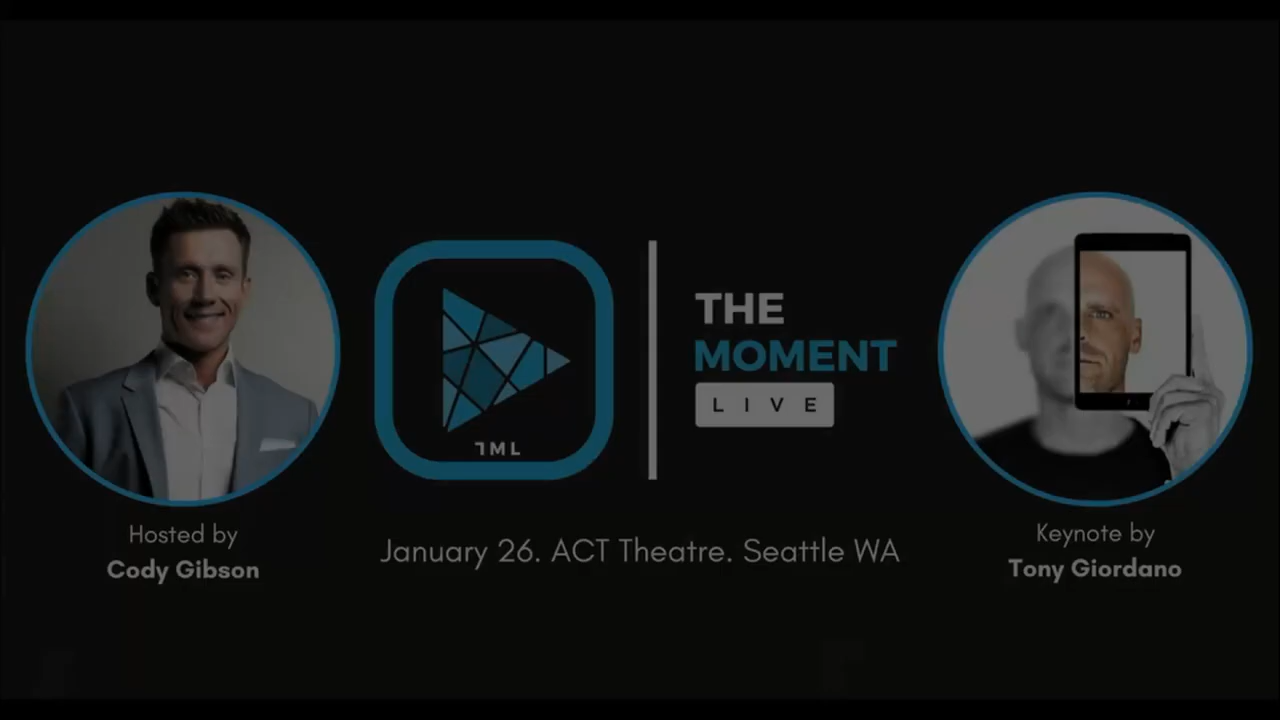 THE
MOMENT
LIVE
TML
Hosted by
Cody Gibson
January 26. ACT Theatre. Seattle WA
Keynote by
Tony Giordano